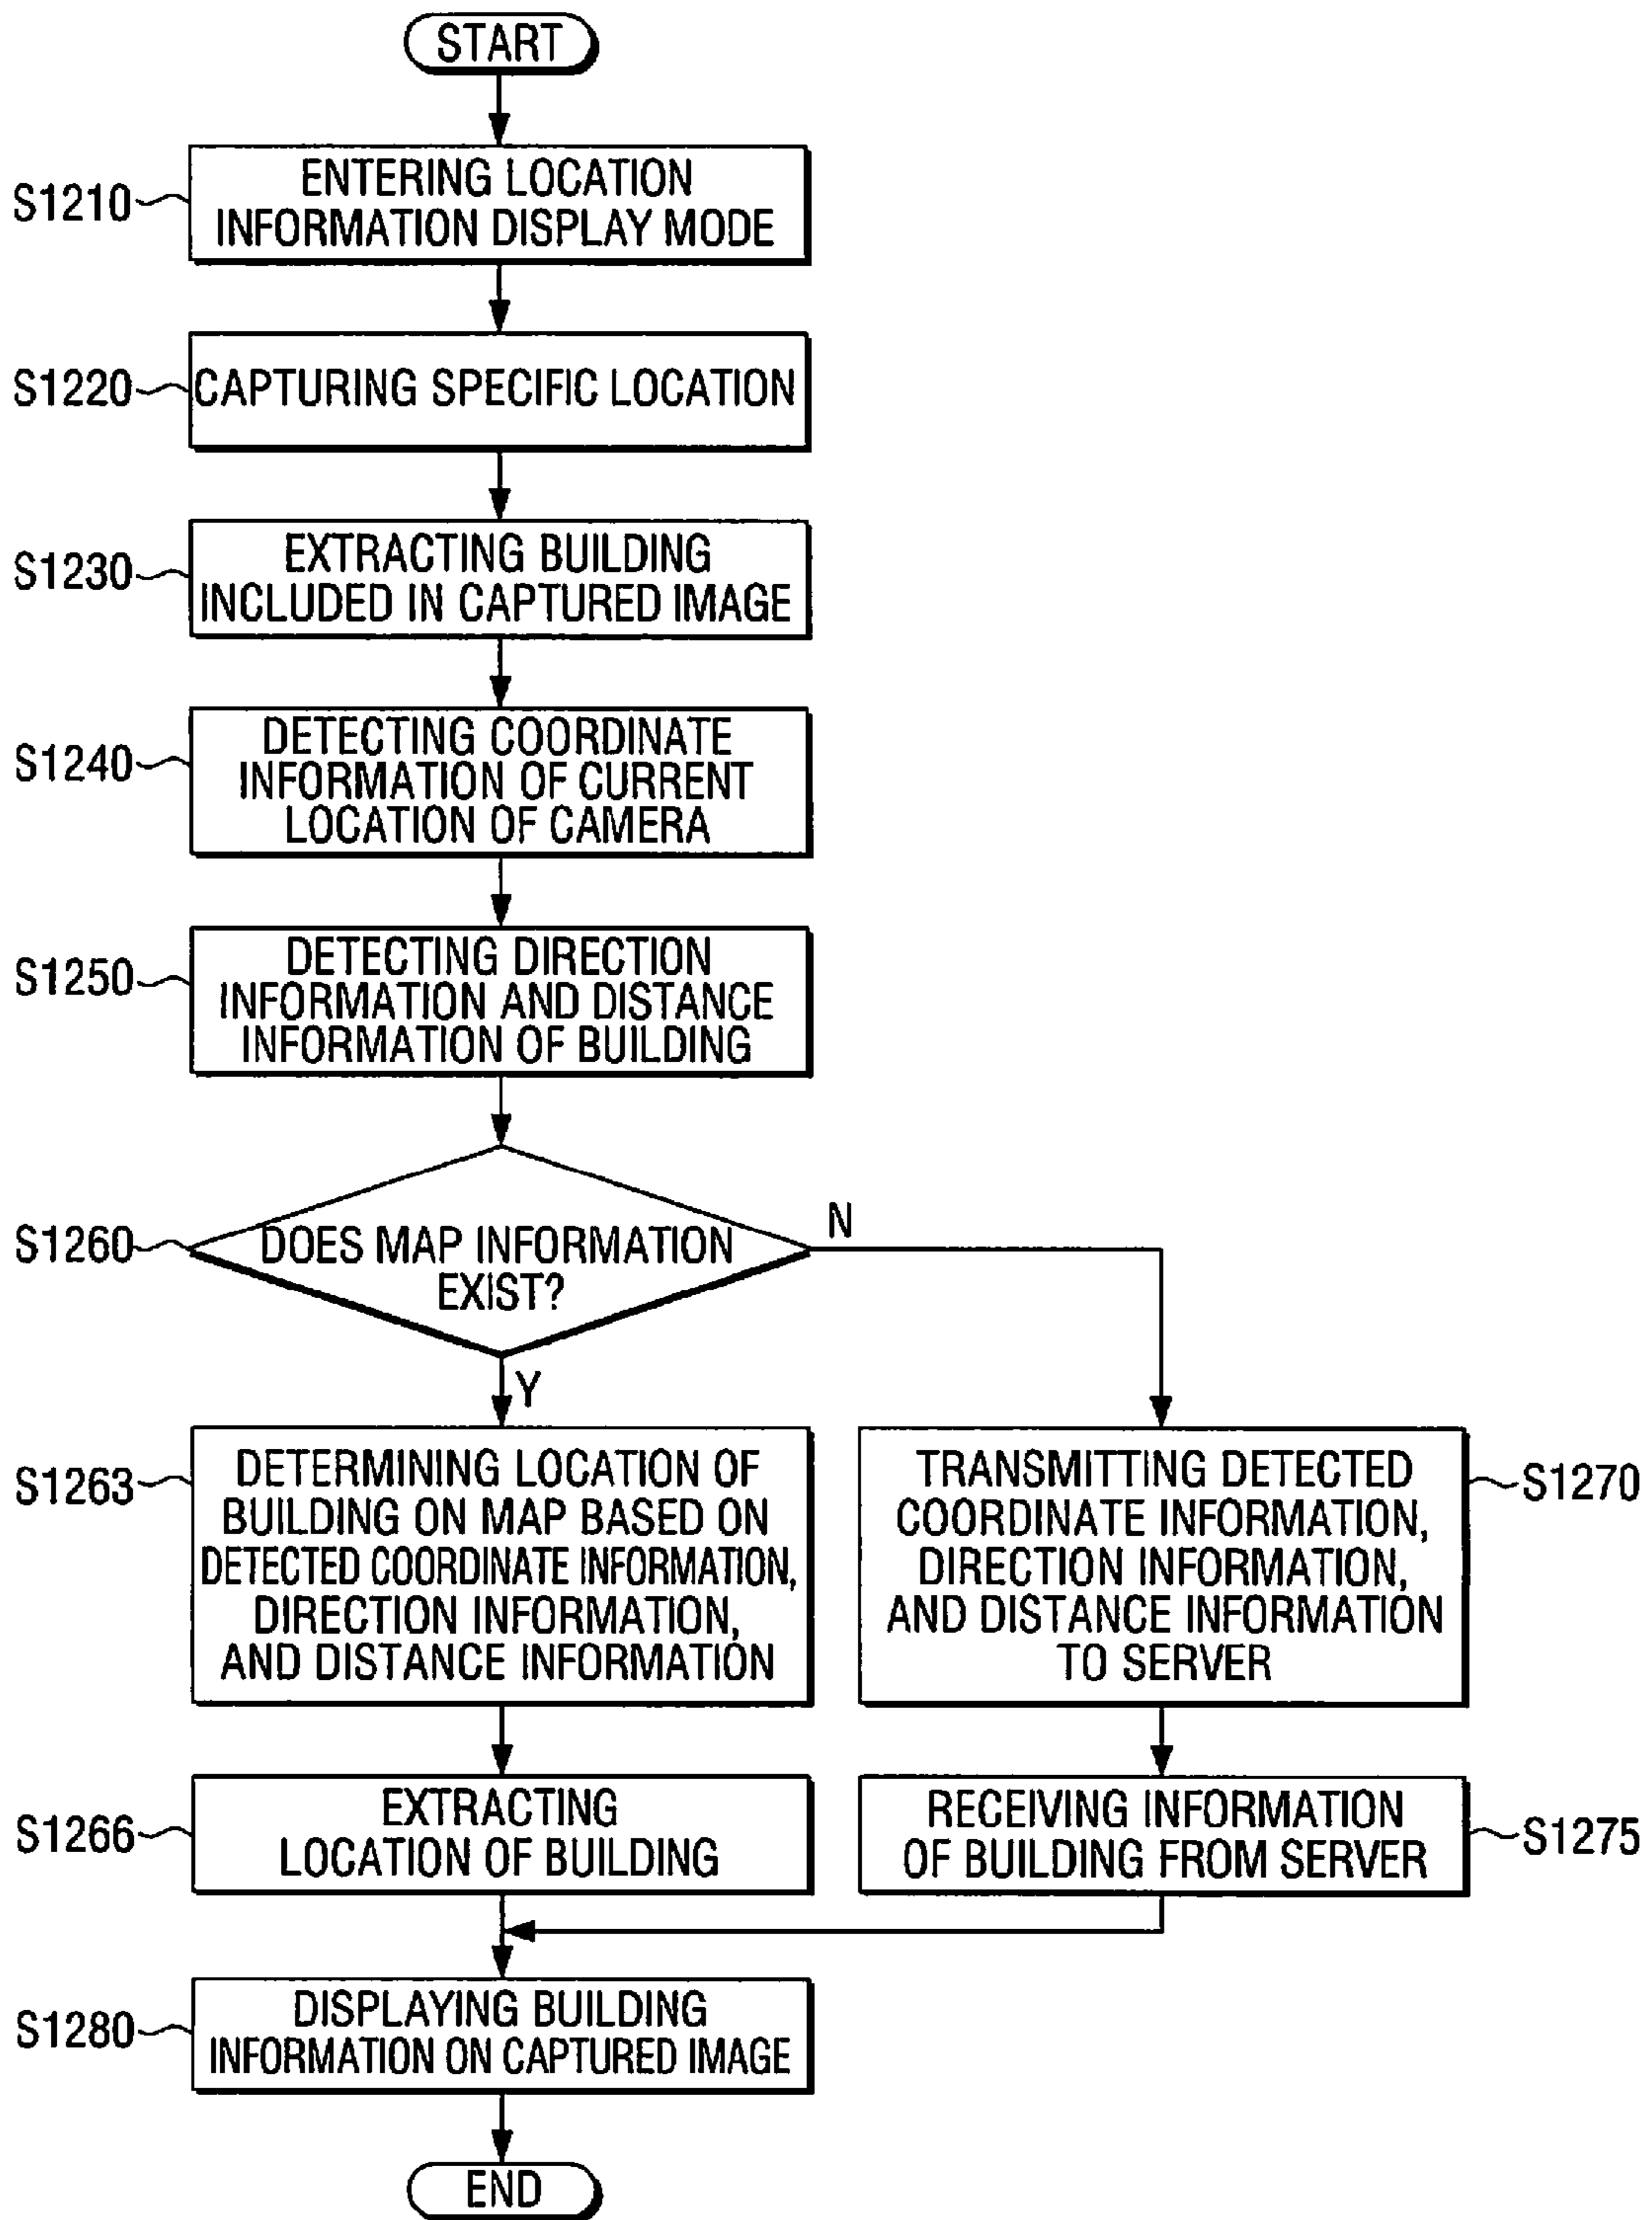 START
S1210
ENTERING LOCATION
INFORMATION DISPLAY MODE
S1220
CAPTURING SPECIFIC LOCATION
S1230
EXTRACTING BUILDING
INCLUDED IN CAPTURED IMAGE
S1240
DETECTING COORDINATE
INFORMATION OF CURRENT
LOCATION OF CAMERA
S1250
DETECTING DIRECTION
INFORMATION AND DISTANCE
INFORMATION OF BUILDING
S1260
DOES MAP INFORMATION
EXIST?
N
Y
S1263
DETERMINING LOCATION OF
BUILDING ON MAP BASED ON
DETECTED COORDINATE INFORMATION,
DIRECTION INFORMATION,
AND DISTANCE INFORMATION
S1270
TRANSMITTING DETECTED
COORDINATE INFORMATION,
DIRECTION INFORMATION,
AND DISTANCE INFORMATION
TO SERVER
S1266
EXTRACTING
LOCATION OF BUILDING
S1275
RECEIVING INFORMATION
OF BUILDING FROM SERVER
S1280
DISPLAYING BUILDING
INFORMATION ON CAPTURED IMAGE
END